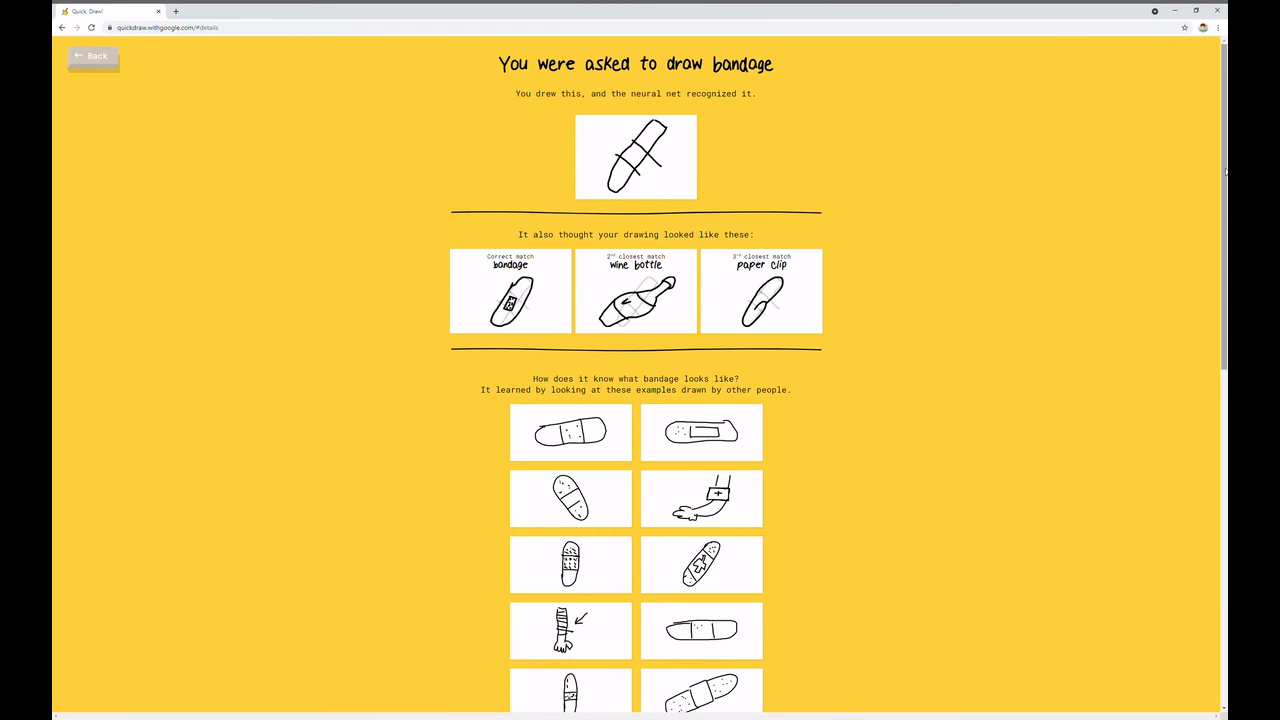 Quick, Draw!
quickdraw.withgoogle.com/#details
Back
You were asked to draw bandage
You drew this, and the neural net recognized it.
It also thought your drawing looked like these:
Correct match
bandage
2nd closest match
wine bottle
3rd closest match
paper clip
How does it know what bandage looks like?
It learned by looking at these examples drawn by other people.